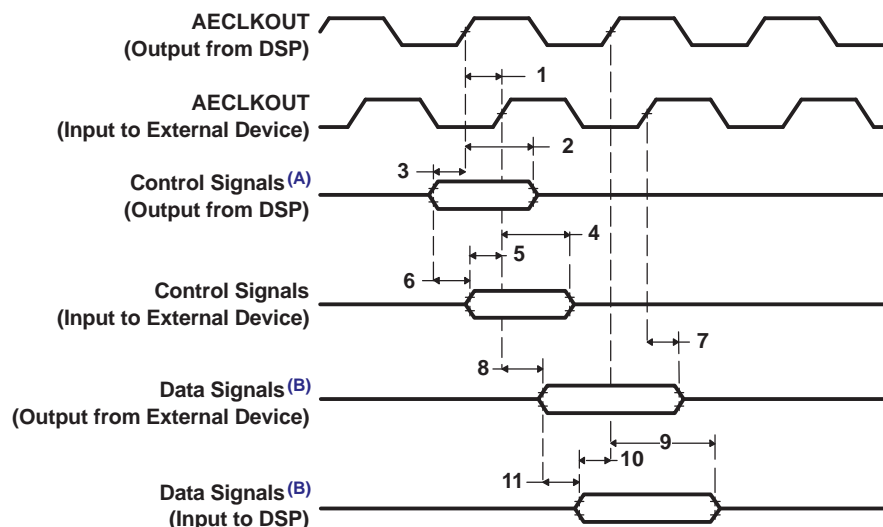 AECLKOUT
(Output from DSP)
1
AECLKOUT
(Input to External Device)
2
3
Control Signals (A)
(Output from DSP)
4
5
6
Control Signals
(Input to External Device)
7
8
Data Signals (B)
(Output from External Device)
9
10
11
Data Signals (B)
(Input to DSP)